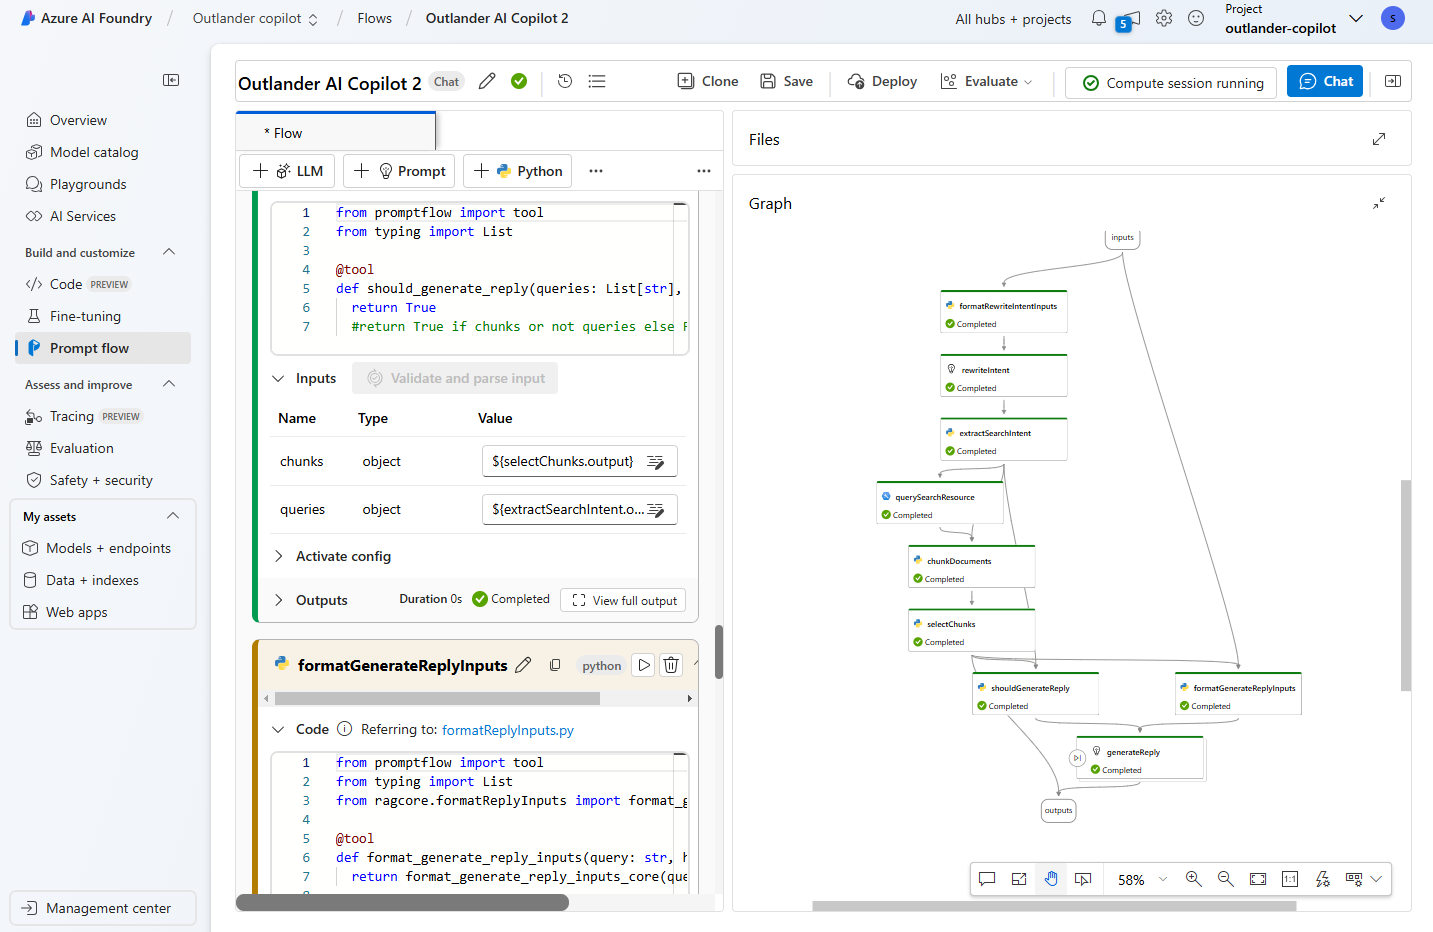 Azure AI Foundry / Outlander copilot / Flows / Outlander AI Copilot 2
All hubs + projects
5
Project
outlander-copilot
S
Overview
Model catalog
Playgrounds
AI Services
Build and customize
Code PREVIEW
Fine-tuning
Prompt flow
Assess and improve
Tracing PREVIEW
Evaluation
Safety + security
My assets
Models + endpoints
Data + indexes
Web apps
Management center
Outlander AI Copilot 2 Chat
Clone Save Deploy Evaluate
Compute session running
Chat
* Flow
LLM Prompt Python
1 from promptflow import tool
2 from typing import List
3
4 @tool
5 def should_generate_reply(queries: List[str],
6 return True
7 #return True if chunks or not queries else F
Inputs Validate and parse input
Name Type Value
chunks object ${selectChunks.output}
queries object ${extractSearchIntent.o...
Activate config
Outputs Duration 0s Completed View full output
formatGenerateReplyInputs python
Code Referring to: formatReplyInputs.py
1 from promptflow import tool
2 from typing import List
3 from ragcore.formatReplyInputs import format_g
4
5 @tool
6 def format_generate_reply_inputs(query: str, h
7 return format_generate_reply_inputs_core(que
8
Files
Graph
inputs
formatRewriteIntentInputs
Completed
rewriteIntent
Completed
extractSearchIntent
Completed
querySearchResource
Completed
chunkDocuments
Completed
selectChunks
Completed
shouldGenerateReply
Completed
formatGenerateReplyInputs
Completed
generateReply
Completed
outputs
58%
1:1